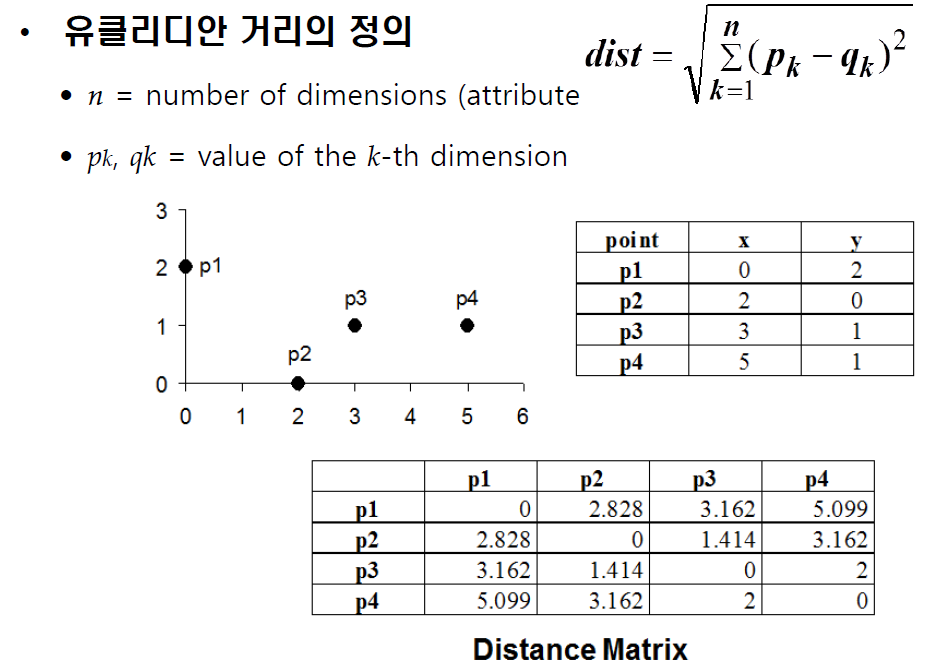 • 유클리디안 거리의 정의
dist = √ n Σ k=1 (pk − qk)2
• n = number of dimensions (attribute
• pk, qk = value of the k-th dimension
3
2 p1
p3 p4
1
p2
0
0 1 2 3 4 5 6
point x y
p1 0 2
p2 2 0
p3 3 1
p4 5 1
p1 p2 p3 p4
p1 0 2.828 3.162 5.099
p2 2.828 0 1.414 3.162
p3 3.162 1.414 0 2
p4 5.099 3.162 2 0
Distance Matrix